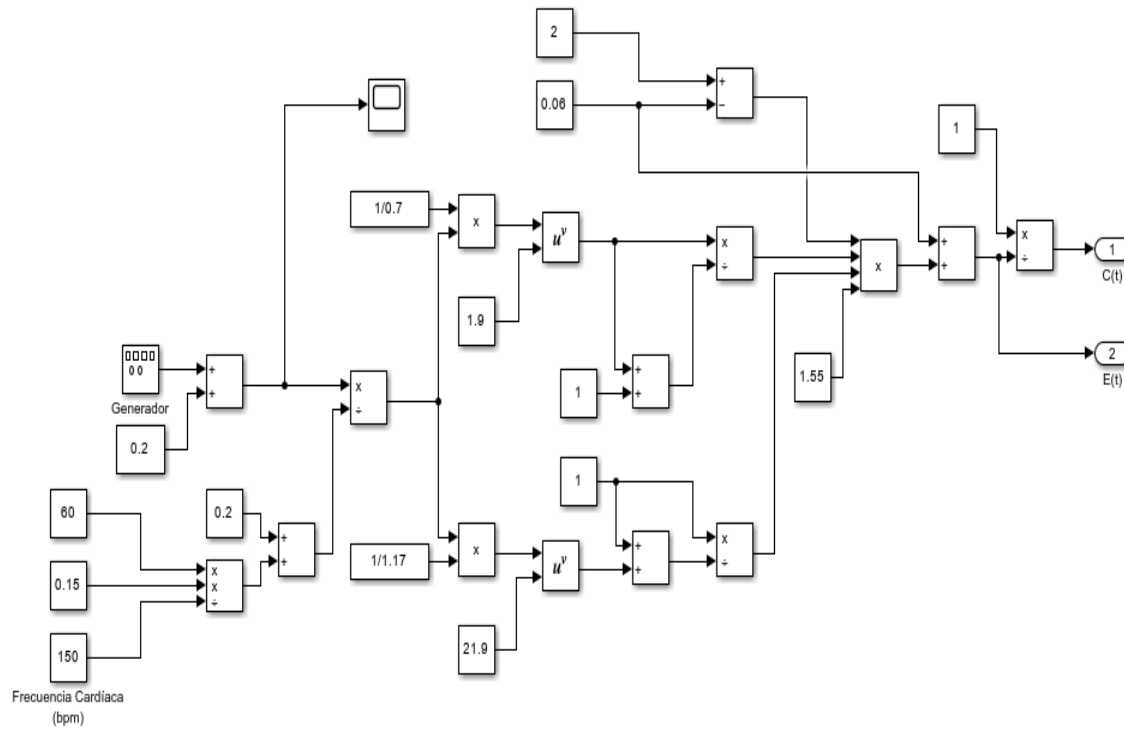 2
0.06
+
−
1
1/0.7
x
u^v
x
÷
x
+
+
x
÷
1
C(t)
1.9
+
+
1
1.55
2
E(t)
Generador
+
+
x
÷
0.2
1
60
0.2
+
+
1/1.17
x
u^v
+
+
x
÷
0.15
x
x
÷
150
21.9
Frecuencia Cardíaca
(bpm)